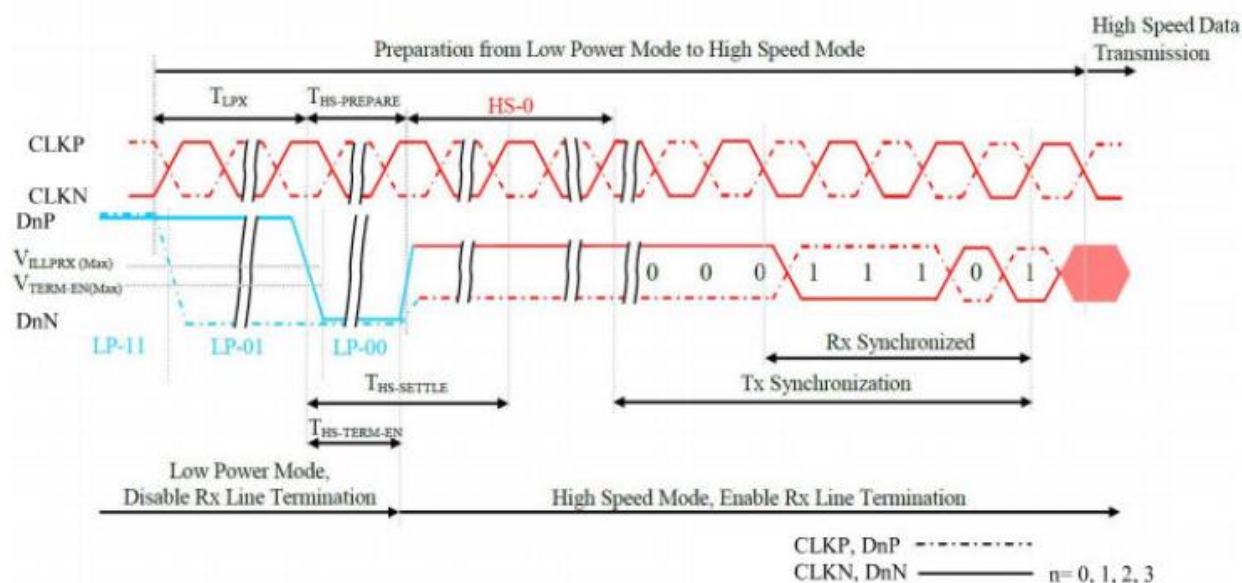 Preparation from Low Power Mode to High Speed Mode
High Speed Data
Transmission
TLPX
THS-PREPARE
HS-0
CLKP
CLKN
DnP
VILLPRX (Max)
VTERM-EN(Max)
DnN
0 0 0 1 1 1 0 1
LP-11
LP-01
LP-00
Rx Synchronized
Tx Synchronization
THS-SETTLE
THS-TERM-EN
Low Power Mode,
Disable Rx Line Termination
High Speed Mode, Enable Rx Line Termination
CLKP, DnP
CLKN, DnN
n= 0, 1, 2, 3